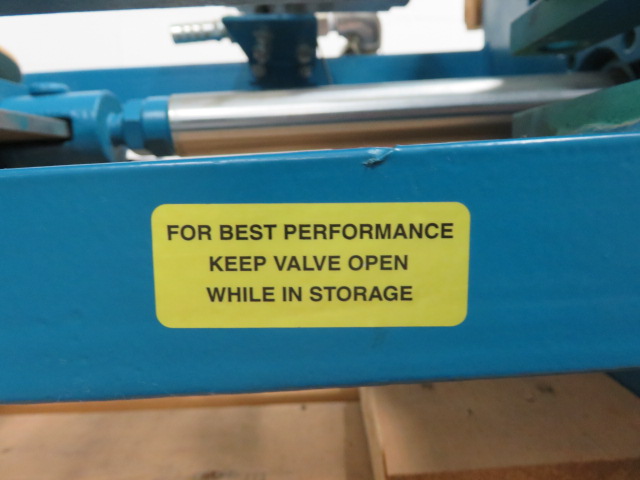 FOR BEST PERFORMANCE
KEEP VALVE OPEN
WHILE IN STORAGE